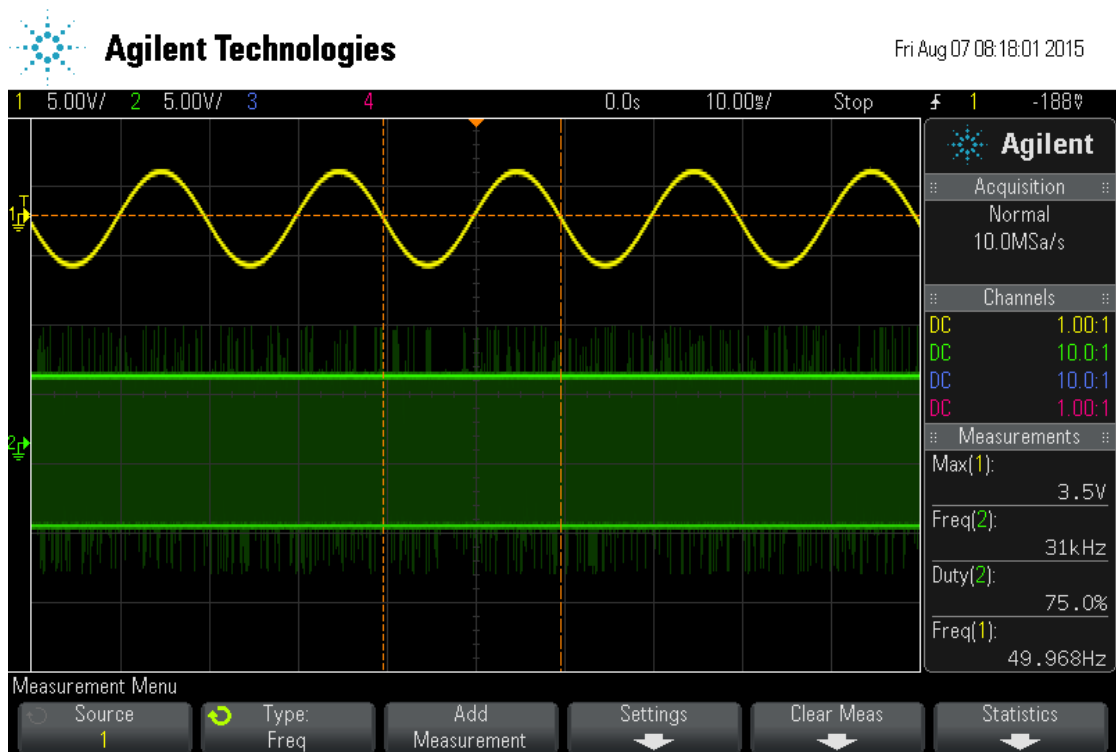 Agilent Technologies
Fri Aug 07 08:18:01 2015
1 5.00V/ 2 5.00V/ 3 4 0.0s 10.00ms/ Stop 1 -188mV
Agilent
Acquisition
Normal
10.0MSa/s
Channels
DC 1.00:1
DC 10.0:1
DC 10.0:1
DC 1.00:1
Measurements
Max(1):
3.5V
Freq(2):
31kHz
Duty(2):
75.0%
Freq(1):
49.968Hz
T
1
2
Measurement Menu
Source
1
Type:
Freq
Add
Measurement
Settings
Clear Meas
Statistics